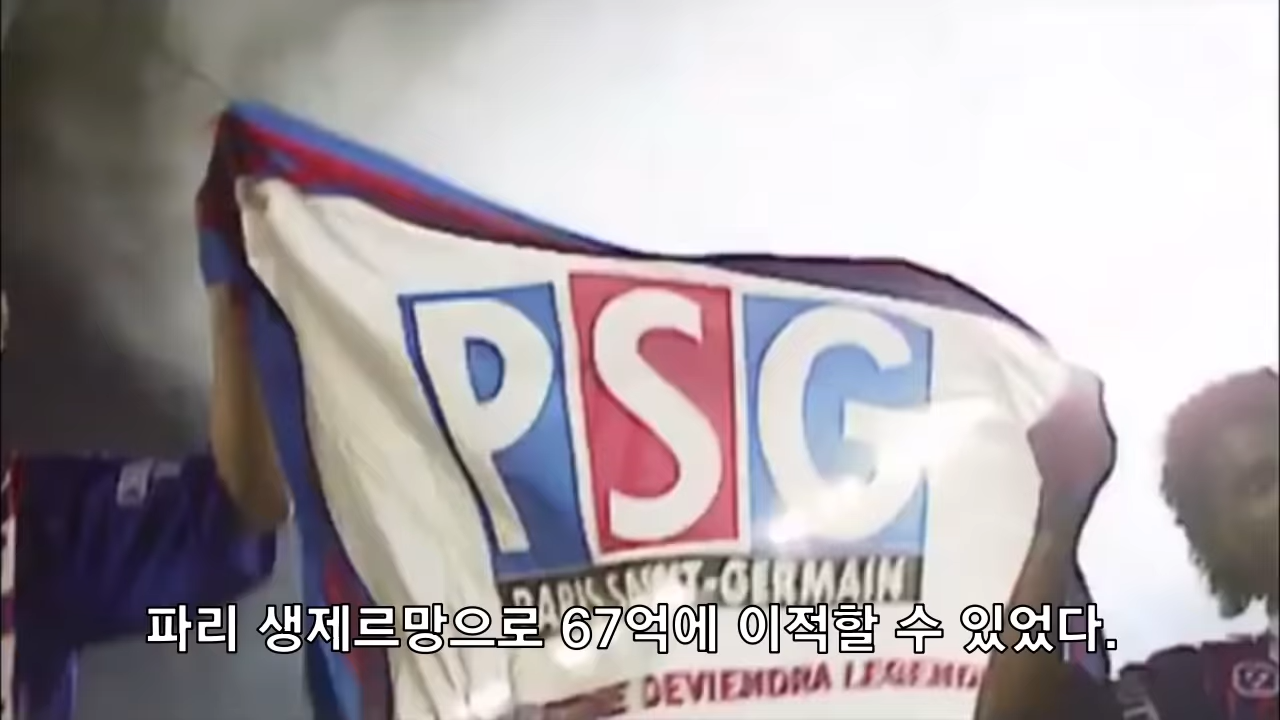 PSG
PARIS SAINT-GERMAIN
파리 생제르망으로 67억에 이적할 수 있었다.
DEVIENDRA